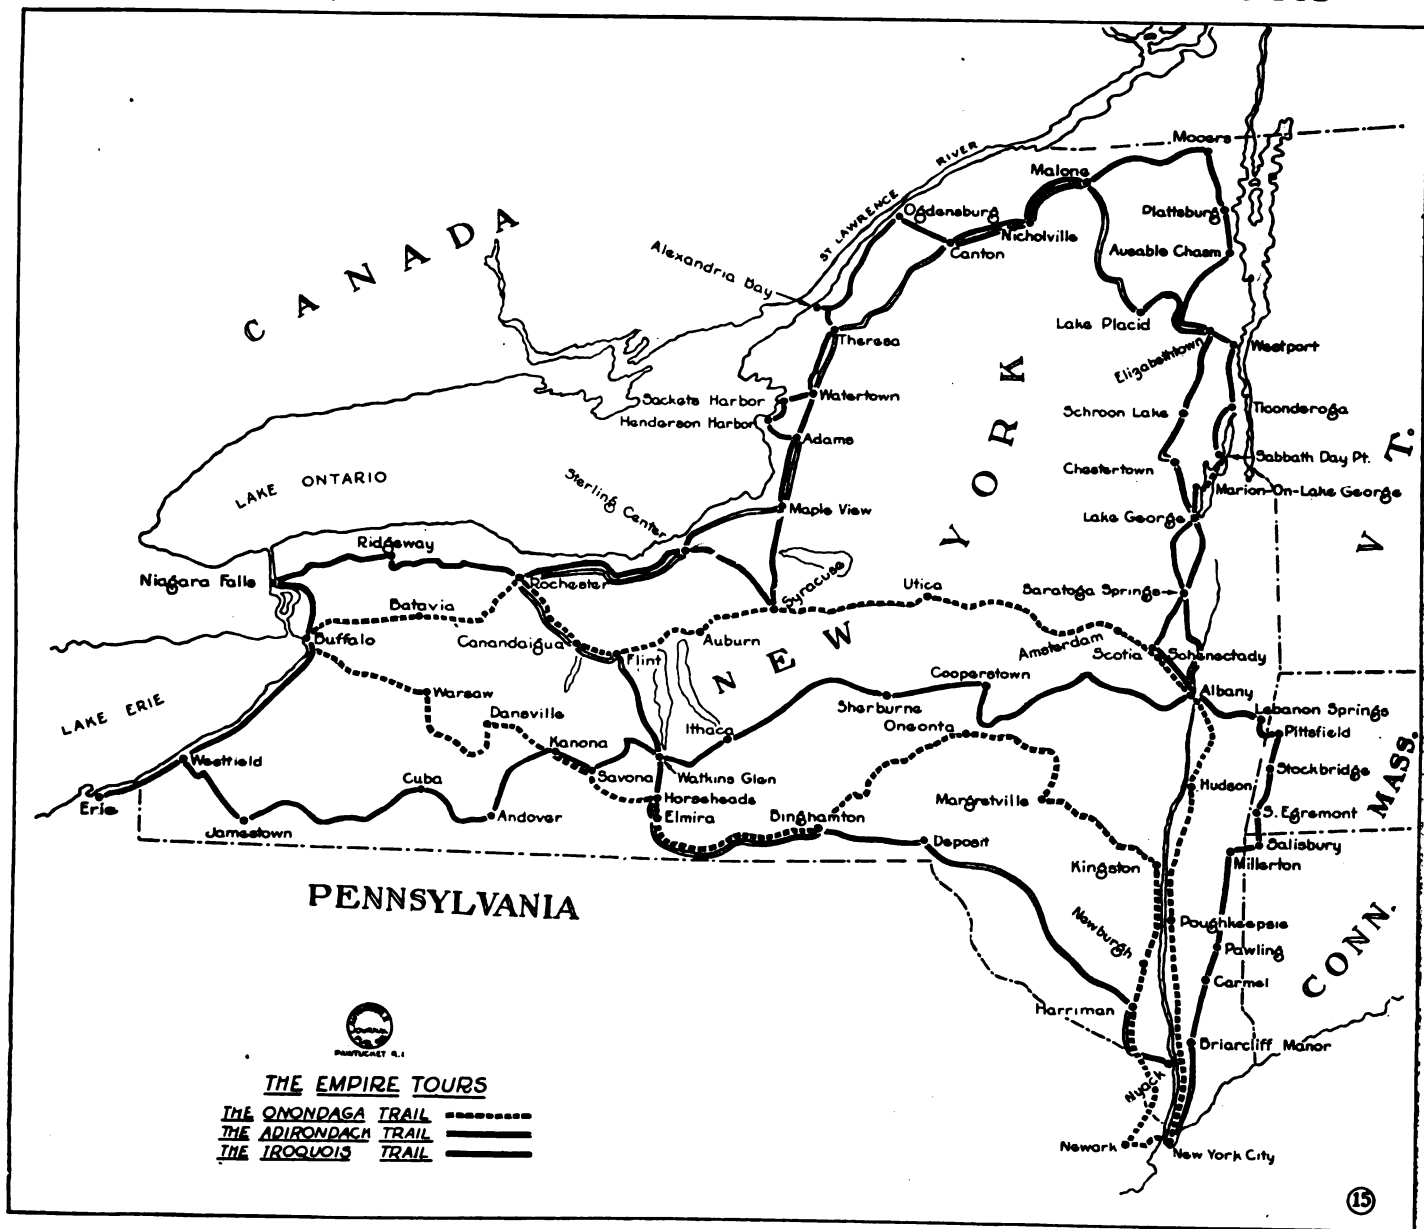 Mooers
RIVER
Malone
ST LAWRENCE
Ogdensburg
Plattsburg
Nicholville
CANADA
Alexandria Bay
Canton
Ausable Chasm
Lake Placid
Theresa
Elizabethtown
Westport
Sackets Harbor
Watertown
Henderson Harbor
Schroon Lake
Ticonderoga
Adams
YORK
VT.
Chestertown
Sabbath Day Pt.
LAKE ONTARIO
Sterling Center
Marion-On-Lake George
Maple View
Lake George
Ridgeway
Niagara Falls
Rochester
Syracuse
Utica
Saratoga Springs
Batavia
Buffalo
Canandaigua
Flint
Auburn
NEW
Amsterdam
Scotia
Schenectady
Warsaw
Cooperstown
Albany
LAKE ERIE
Dansville
Sherburne
Lebanon Springs
Kanona
Ithaca
Oneonta
Pittsfield
Westfield
Stockbridge
Cuba
Savona
Watkins Glen
Hudson
MASS.
Erie
Horseheads
Margretville
Jamestown
Andover
Elmira
Binghamton
S. Egremont
Deposit
Salisbury
Kingston
Millerton
PENNSYLVANIA
Newburgh
Poughkeepsie
Pawling
CONN.
Carmel
Harriman
Briarcliff Manor
Nyack
Newark
New York City
PAWTUCKET R.I
THE EMPIRE TOURS
THE ONONDAGA TRAIL
THE ADIRONDACK TRAIL
THE IROQUOIS TRAIL
15